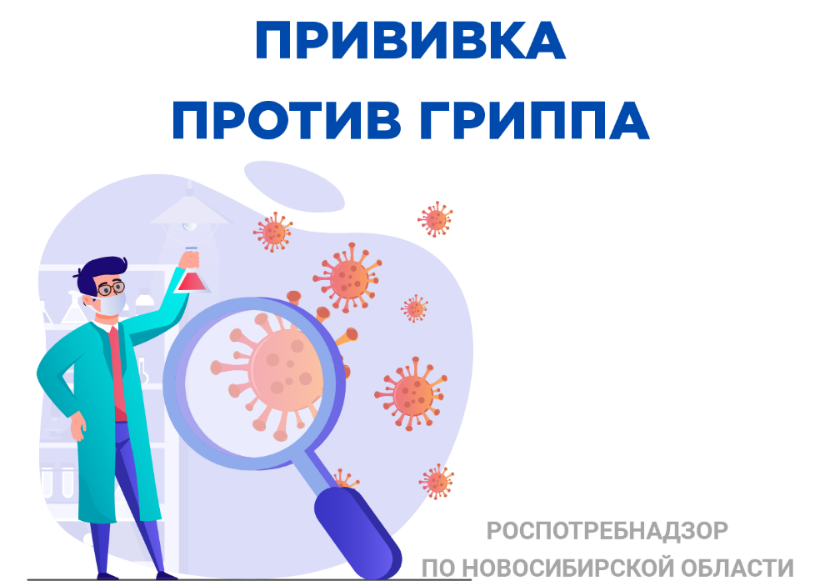 ПРИВИВКА
ПРОТИВ ГРИППА
РОСПОТРЕБНАДЗОР
ПО НОВОСИБИРСКОЙ ОБЛАСТИ